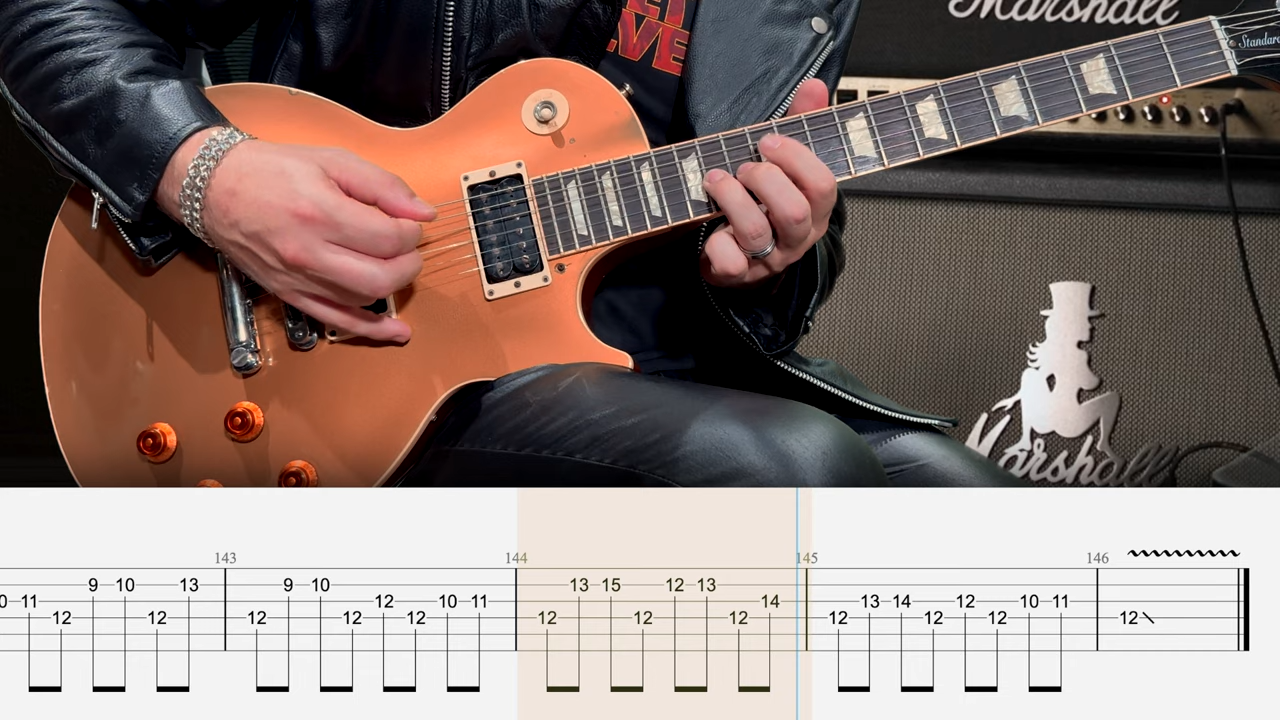 Marshall
Standard
Marshall
143 144 145 146
9 10 13 9 10 13 15 12 13
0 11 12 10 11 14 13 14 12 10 11
12 12 12 12 12 12 12 12 12 12 12 12